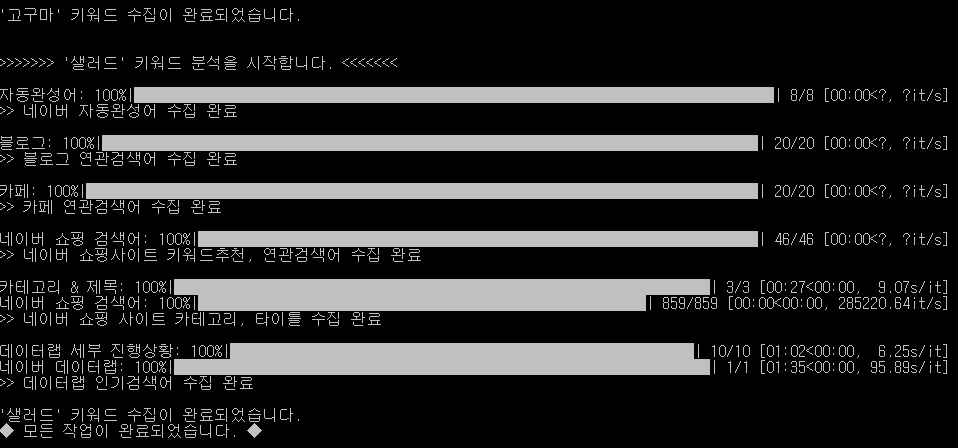 '고구마' 키워드 수집이 완료되었습니다.
>>>>>>> '샐러드' 키워드 분석을 시작합니다. <<<<<<<
자동완성어: 100%| | 8/8 [00:00<?, ?it/s]
>> 네이버 자동완성어 수집 완료
블로그: 100%| | 20/20 [00:00<?, ?it/s]
>> 블로그 연관검색어 수집 완료
카페: 100%| | 20/20 [00:00<?, ?it/s]
>> 카페 연관검색어 수집 완료
네이버 쇼핑 검색어: 100%| | 46/46 [00:00<?, ?it/s]
>> 네이버 쇼핑사이트 키워드추천, 연관검색어 수집 완료
카테고리 & 제목: 100%| | 3/3 [00:27<00:00, 9.07s/it]
네이버 쇼핑 검색어: 100%| | 859/859 [00:00<00:00, 285220.64it/s]
>> 네이버 쇼핑 사이트 카테고리, 타이틀 수집 완료
데이터랩 세부 진행상황: 100%| | 10/10 [01:02<00:00, 6.25s/it]
네이버 데이터랩: 100%| | 1/1 [01:35<00:00, 95.89s/it]
>> 데이터랩 인기검색어 수집 완료
'샐러드' 키워드 수집이 완료되었습니다.
◆ 모든 작업이 완료되었습니다. ◆